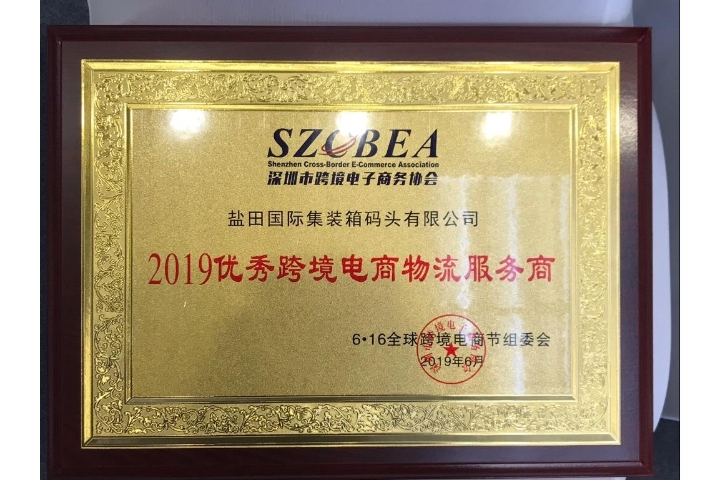 SZCBEA
Shenzhen Cross-Border E-Commerce Association
深圳市跨境电子商务协会
盐田国际集装箱码头有限公司
2019优秀跨境电商物流服务商
6·16全球跨境电商节组委会
2019年6月